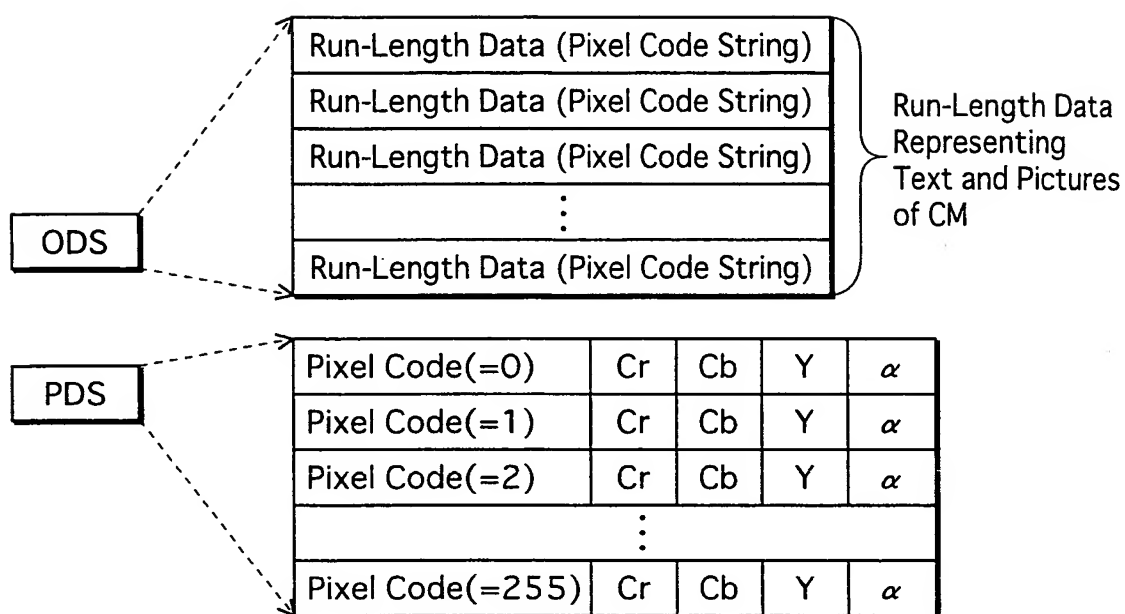 Run-Length Data (Pixel Code String)
Run-Length Data (Pixel Code String)
Run-Length Data (Pixel Code String)
⋮
Run-Length Data (Pixel Code String)
Run-Length Data
Representing
Text and Pictures
of CM
ODS
PDS
Pixel Code(=0) Cr Cb Y α
Pixel Code(=1) Cr Cb Y α
Pixel Code(=2) Cr Cb Y α
⋮
Pixel Code(=255) Cr Cb Y α